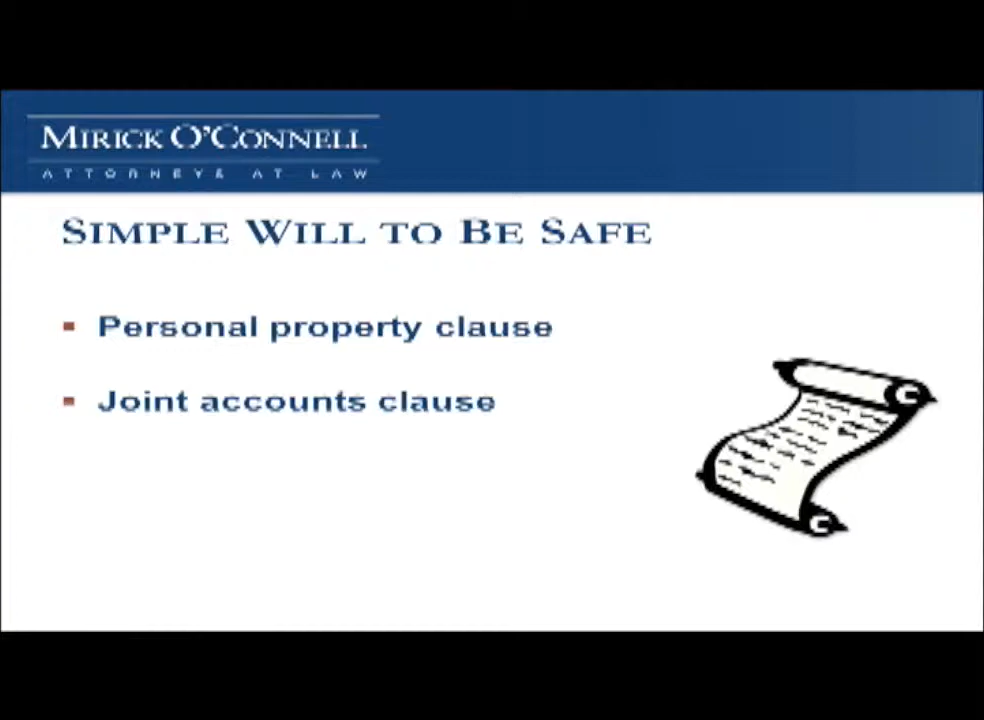 MIRICK O'CONNELL
ATTORNEYS AT LAW
SIMPLE WILL TO BE SAFE
Personal property clause
Joint accounts clause